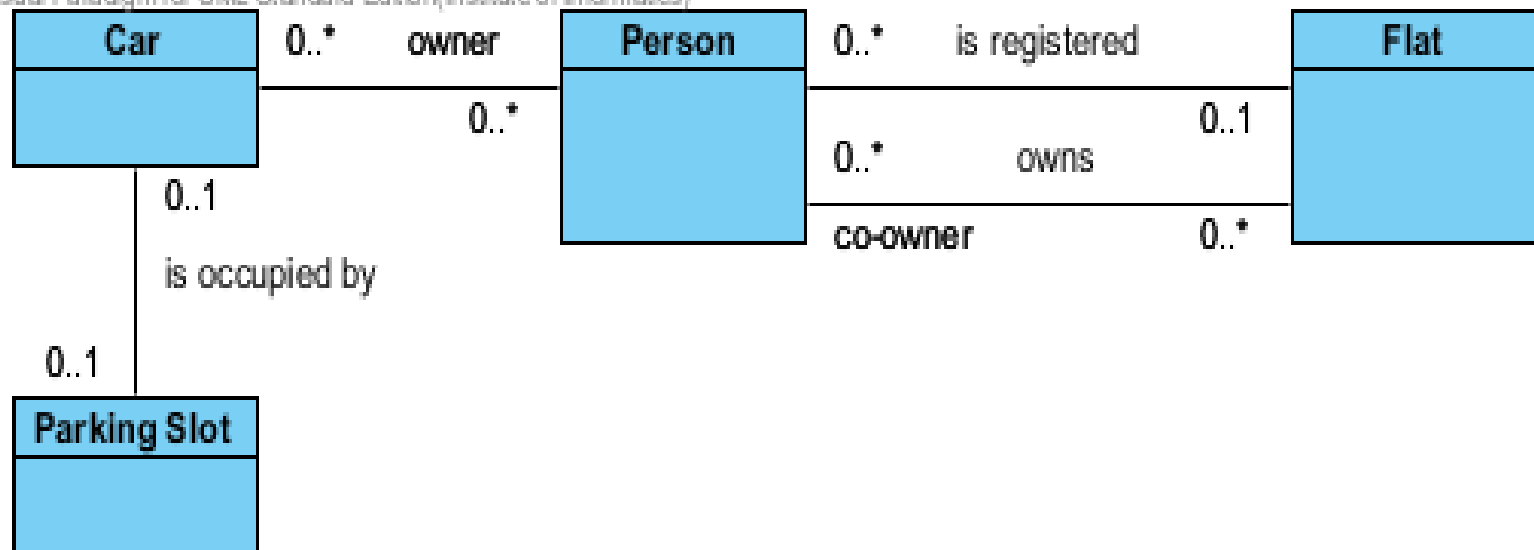 Car
0..*
owner
Person
0..*
is registered
Flat
0..*
0..1
0..*
owns
0..1
co-owner
0..*
is occupied by
0..1
Parking Slot